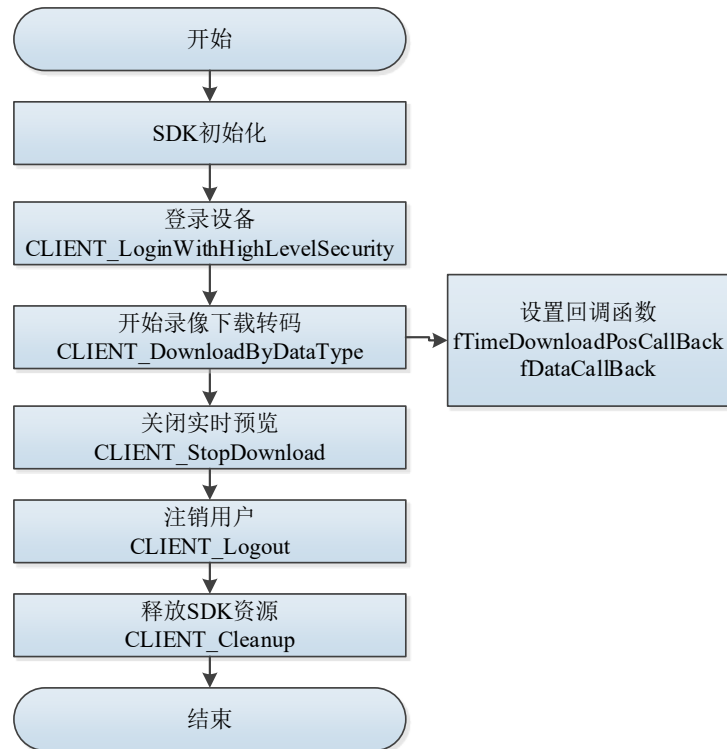 开始
SDK初始化
登录设备
CLIENT_LoginWithHighLevelSecurity
开始录像下载转码
CLIENT_DownloadByDataType
设置回调函数
fTimeDownloadPosCallBack
fDataCallBack
关闭实时预览
CLIENT_StopDownload
注销用户
CLIENT_Logout
释放SDK资源
CLIENT_Cleanup
结束